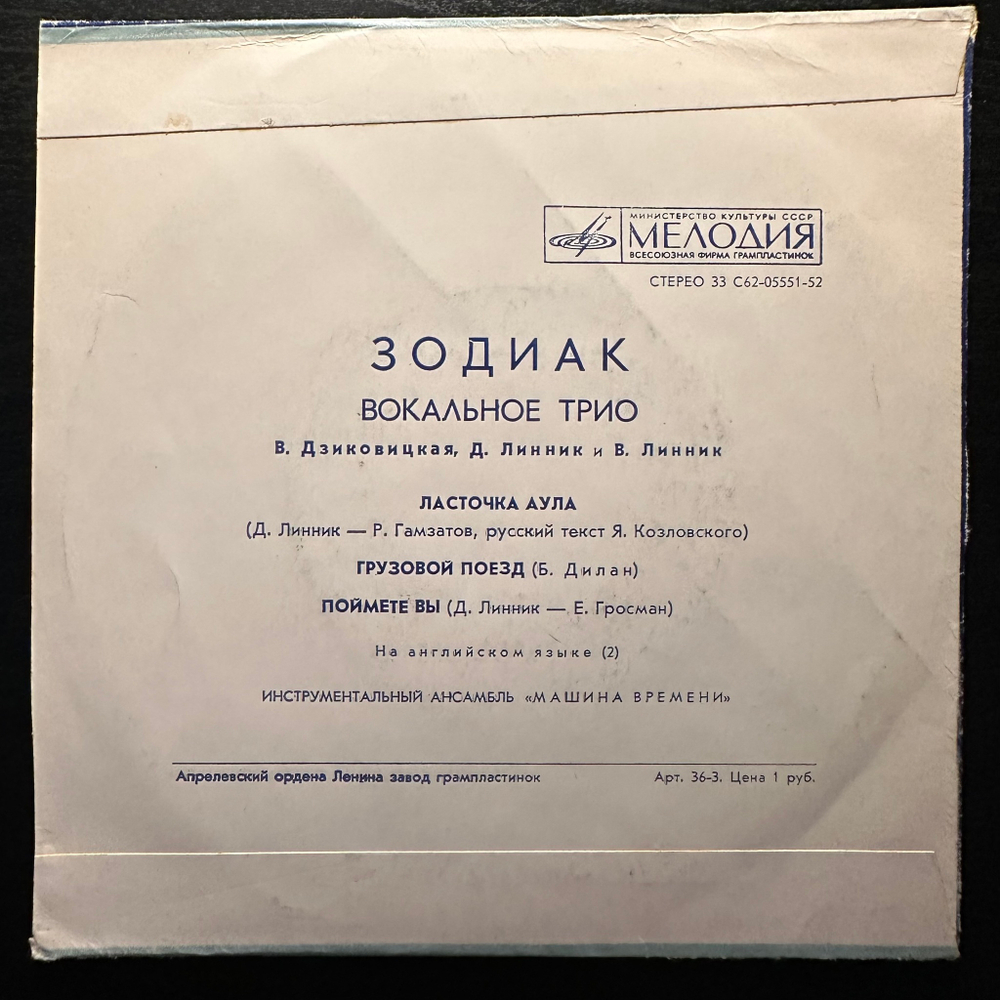 МИНИСТЕРСТВО КУЛЬТУРЫ СССР
МЕЛОДИЯ
ВСЕСОЮЗНАЯ ФИРМА ГРАМПЛАСТИНОК
СТЕРЕО 33 С62-05551-52
ЗОДИАК
ВОКАЛЬНОЕ ТРИО
В. Дзиковицкая, Д. Линник и В. Линник
ЛАСТОЧКА АУЛА
(Д. Линник — Р. Гамзатов, русский текст Я. Козловского)
ГРУЗОВОЙ ПОЕЗД (Б. Дилан)
ПОЙМЕТЕ ВЫ (Д. Линник — Е. Гросман)
На английском языке (2)
ИНСТРУМЕНТАЛЬНЫЙ АНСАМБЛЬ «МАШИНА ВРЕМЕНИ»
Апрелевский ордена Ленина завод грампластинок Арт. 36-3. Цена 1 руб.